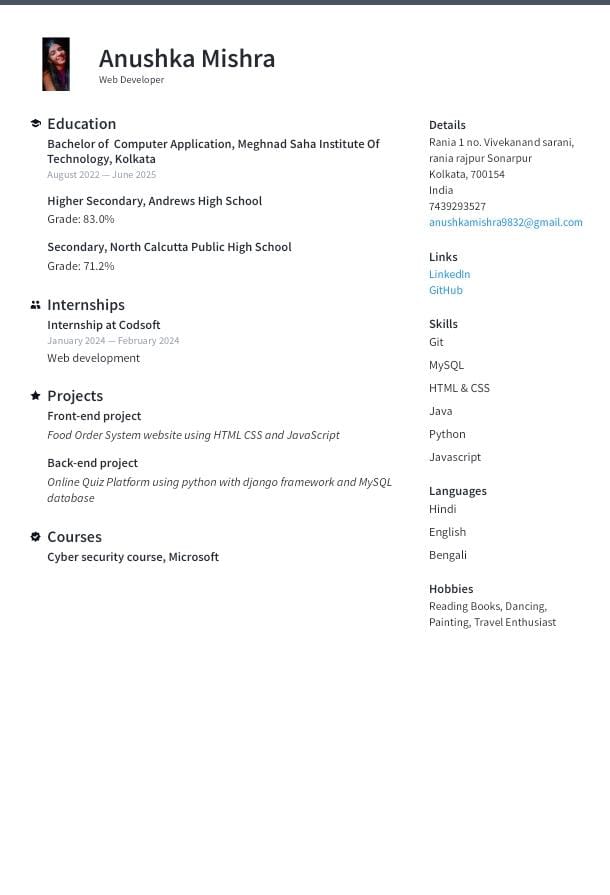 Anushka Mishra
Web Developer
Education
Bachelor of  Computer Application, Meghnad Saha Institute Of
Technology, Kolkata
August 2022 — June 2025
Higher Secondary, Andrews High School
Grade: 83.0%
Secondary, North Calcutta Public High School
Grade: 71.2%
Internships
Internship at Codsoft
January 2024 — February 2024
Web development
Projects
Front-end project
Food Order System website using HTML CSS and JavaScript
Back-end project
Online Quiz Platform using python with django framework and MySQL
database
Courses
Cyber security course, Microsoft
Details
Rania 1 no. Vivekanand sarani,
rania rajpur Sonarpur
Kolkata, 700154
India
7439293527
anushkamishra9832@gmail.com
Links
LinkedIn
GitHub
Skills
Git
MySQL
HTML & CSS
Java
Python
Javascript
Languages
Hindi
English
Bengali
Hobbies
Reading Books, Dancing,
Painting, Travel Enthusiast